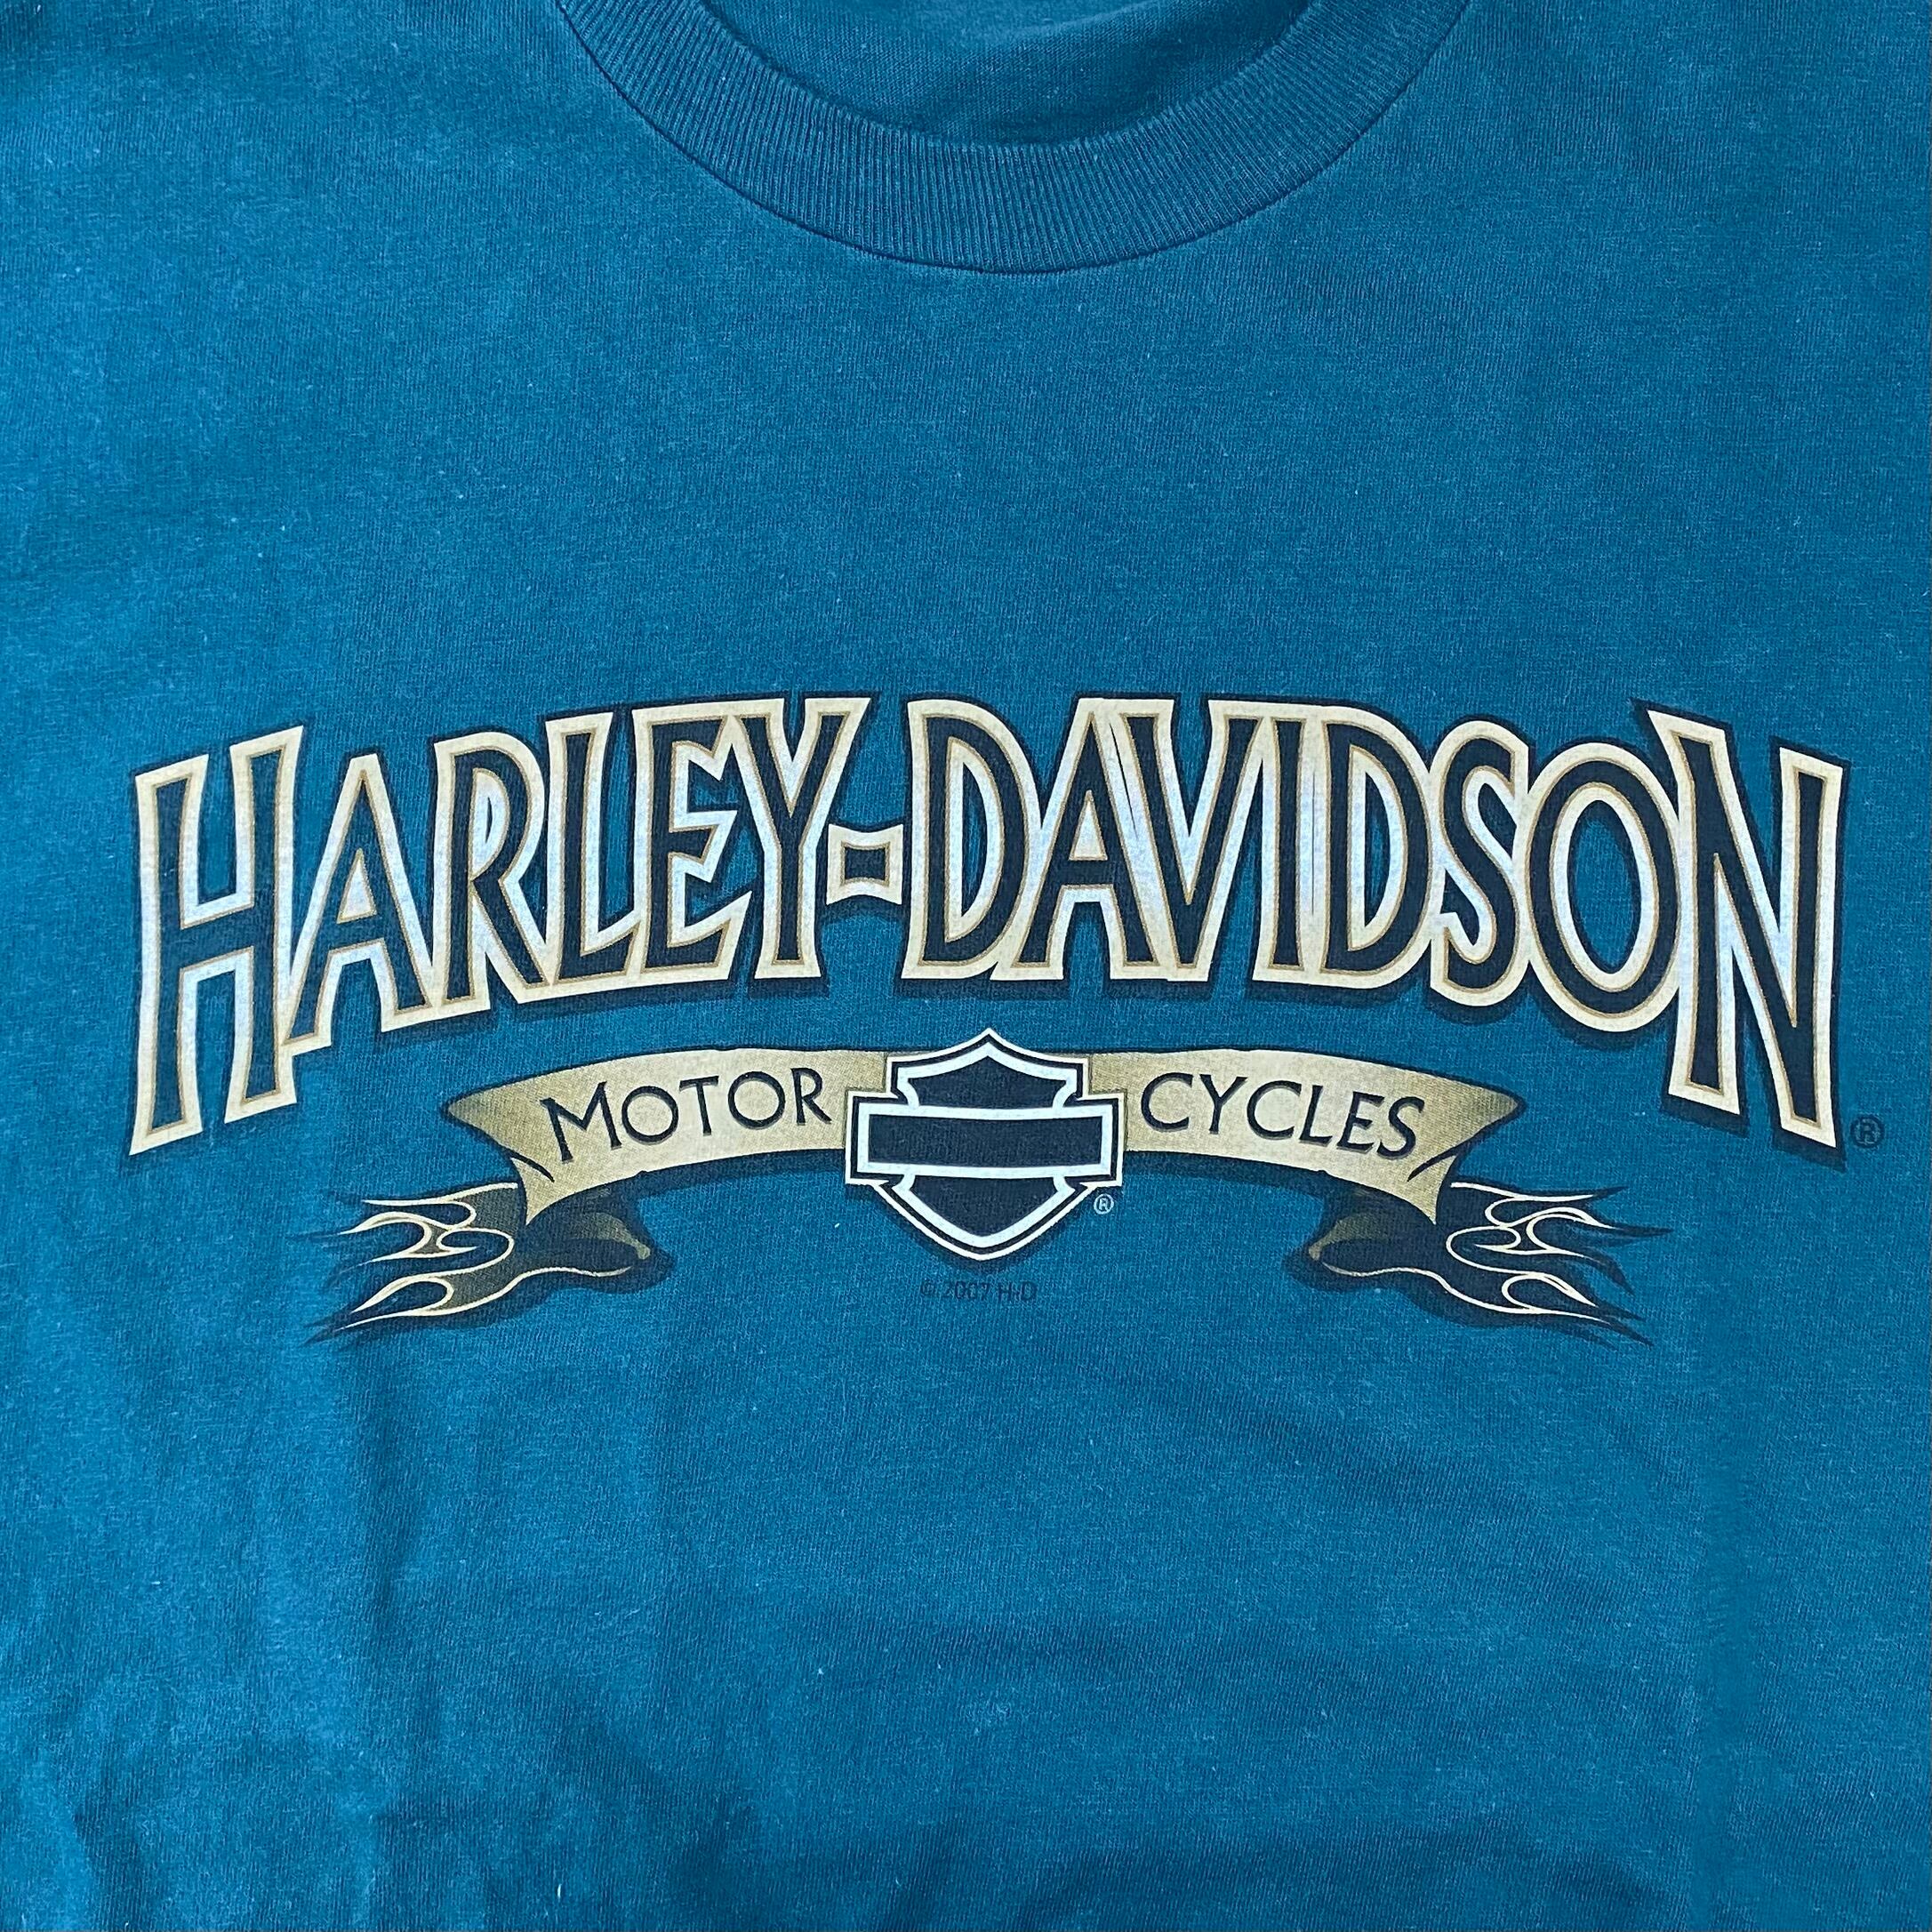 HARLEY-DAVIDSON®
MOTOR CYCLES
®
© 2007 H-D